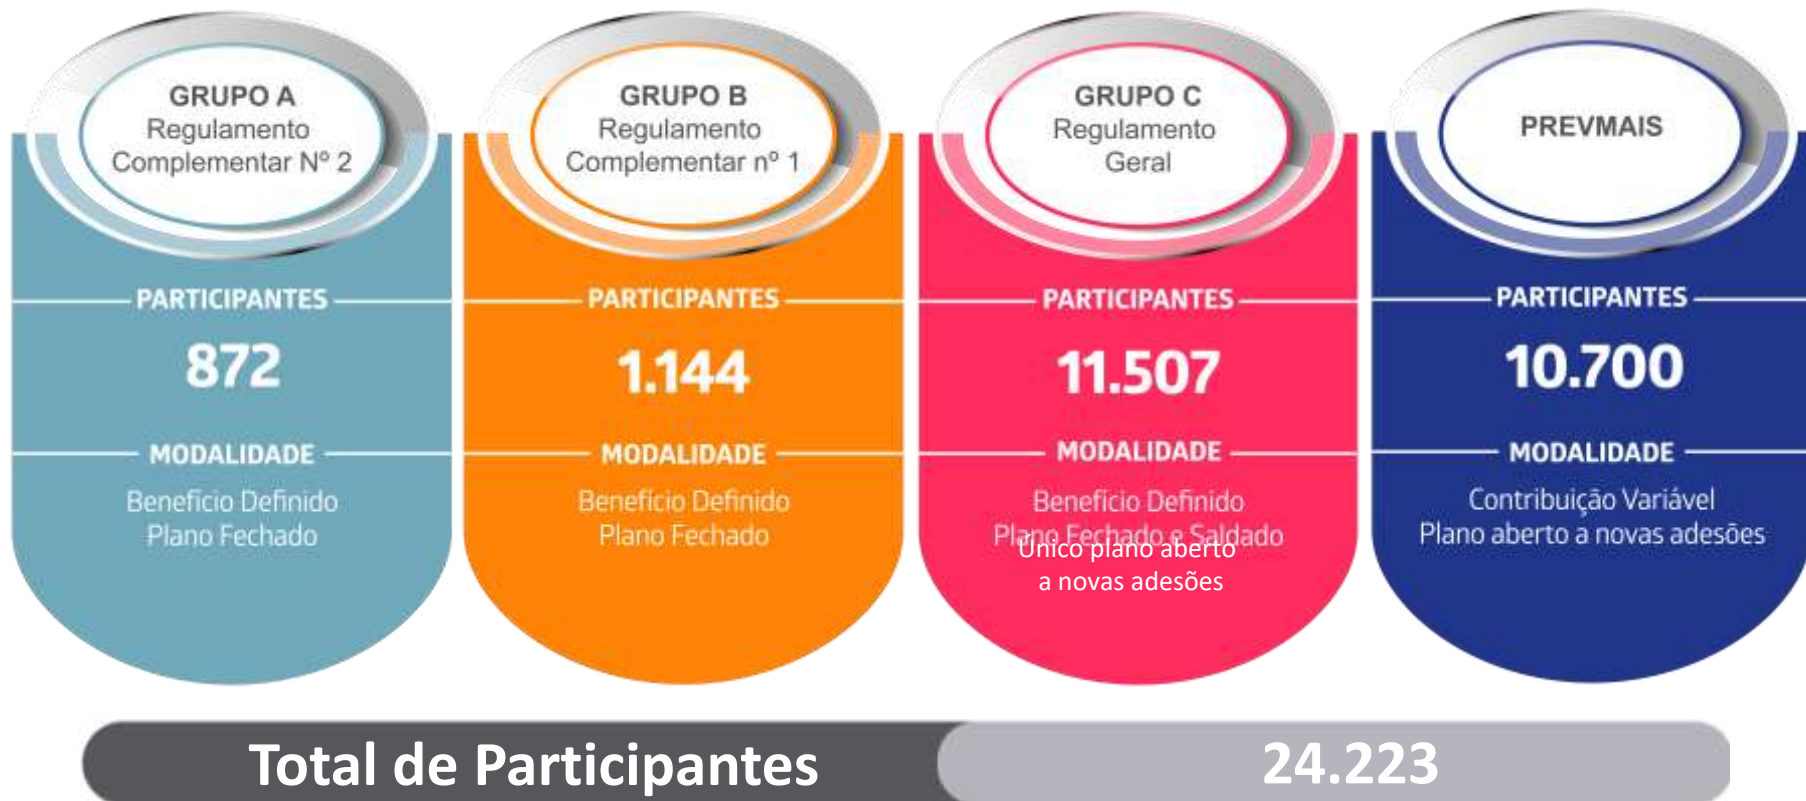 GRUPO A
Regulamento
Complementar Nº 2
PARTICIPANTES
872
MODALIDADE
Benefício Definido
Plano Fechado
GRUPO B
Regulamento
Complementar nº 1
PARTICIPANTES
1.144
MODALIDADE
Benefício Definido
Plano Fechado
GRUPO C
Regulamento
Geral
PARTICIPANTES
11.507
MODALIDADE
Benefício Definido
Plano Fechado e Saldado
Único plano aberto
a novas adesões
PREVMAIS
PARTICIPANTES
10.700
MODALIDADE
Contribuição Variável
Plano aberto a novas adesões
Total de Participantes
24.223